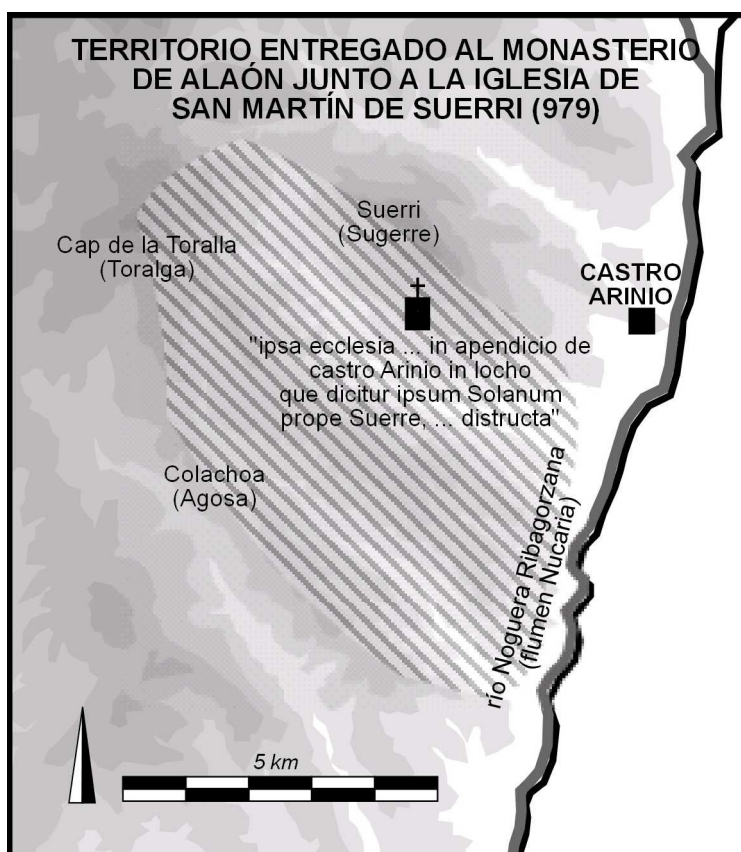 TERRITORIO ENTREGADO AL MONASTERIO
DE ALAÓN JUNTO A LA IGLESIA DE
SAN MARTÍN DE SUERRI (979)
Suerri
(Sugerre)
Cap de la Toralla
(Toralga)
CASTRO
ARINIO
"ipsa ecclesia ... in apendicio de
castro Arinio in locho
que dicitur ipsum Solanum
prope Suerre, ... distructa"
Colachoa
(Agosa)
río Noguera Ribagorzana
(flumen Nucaria)
5 km